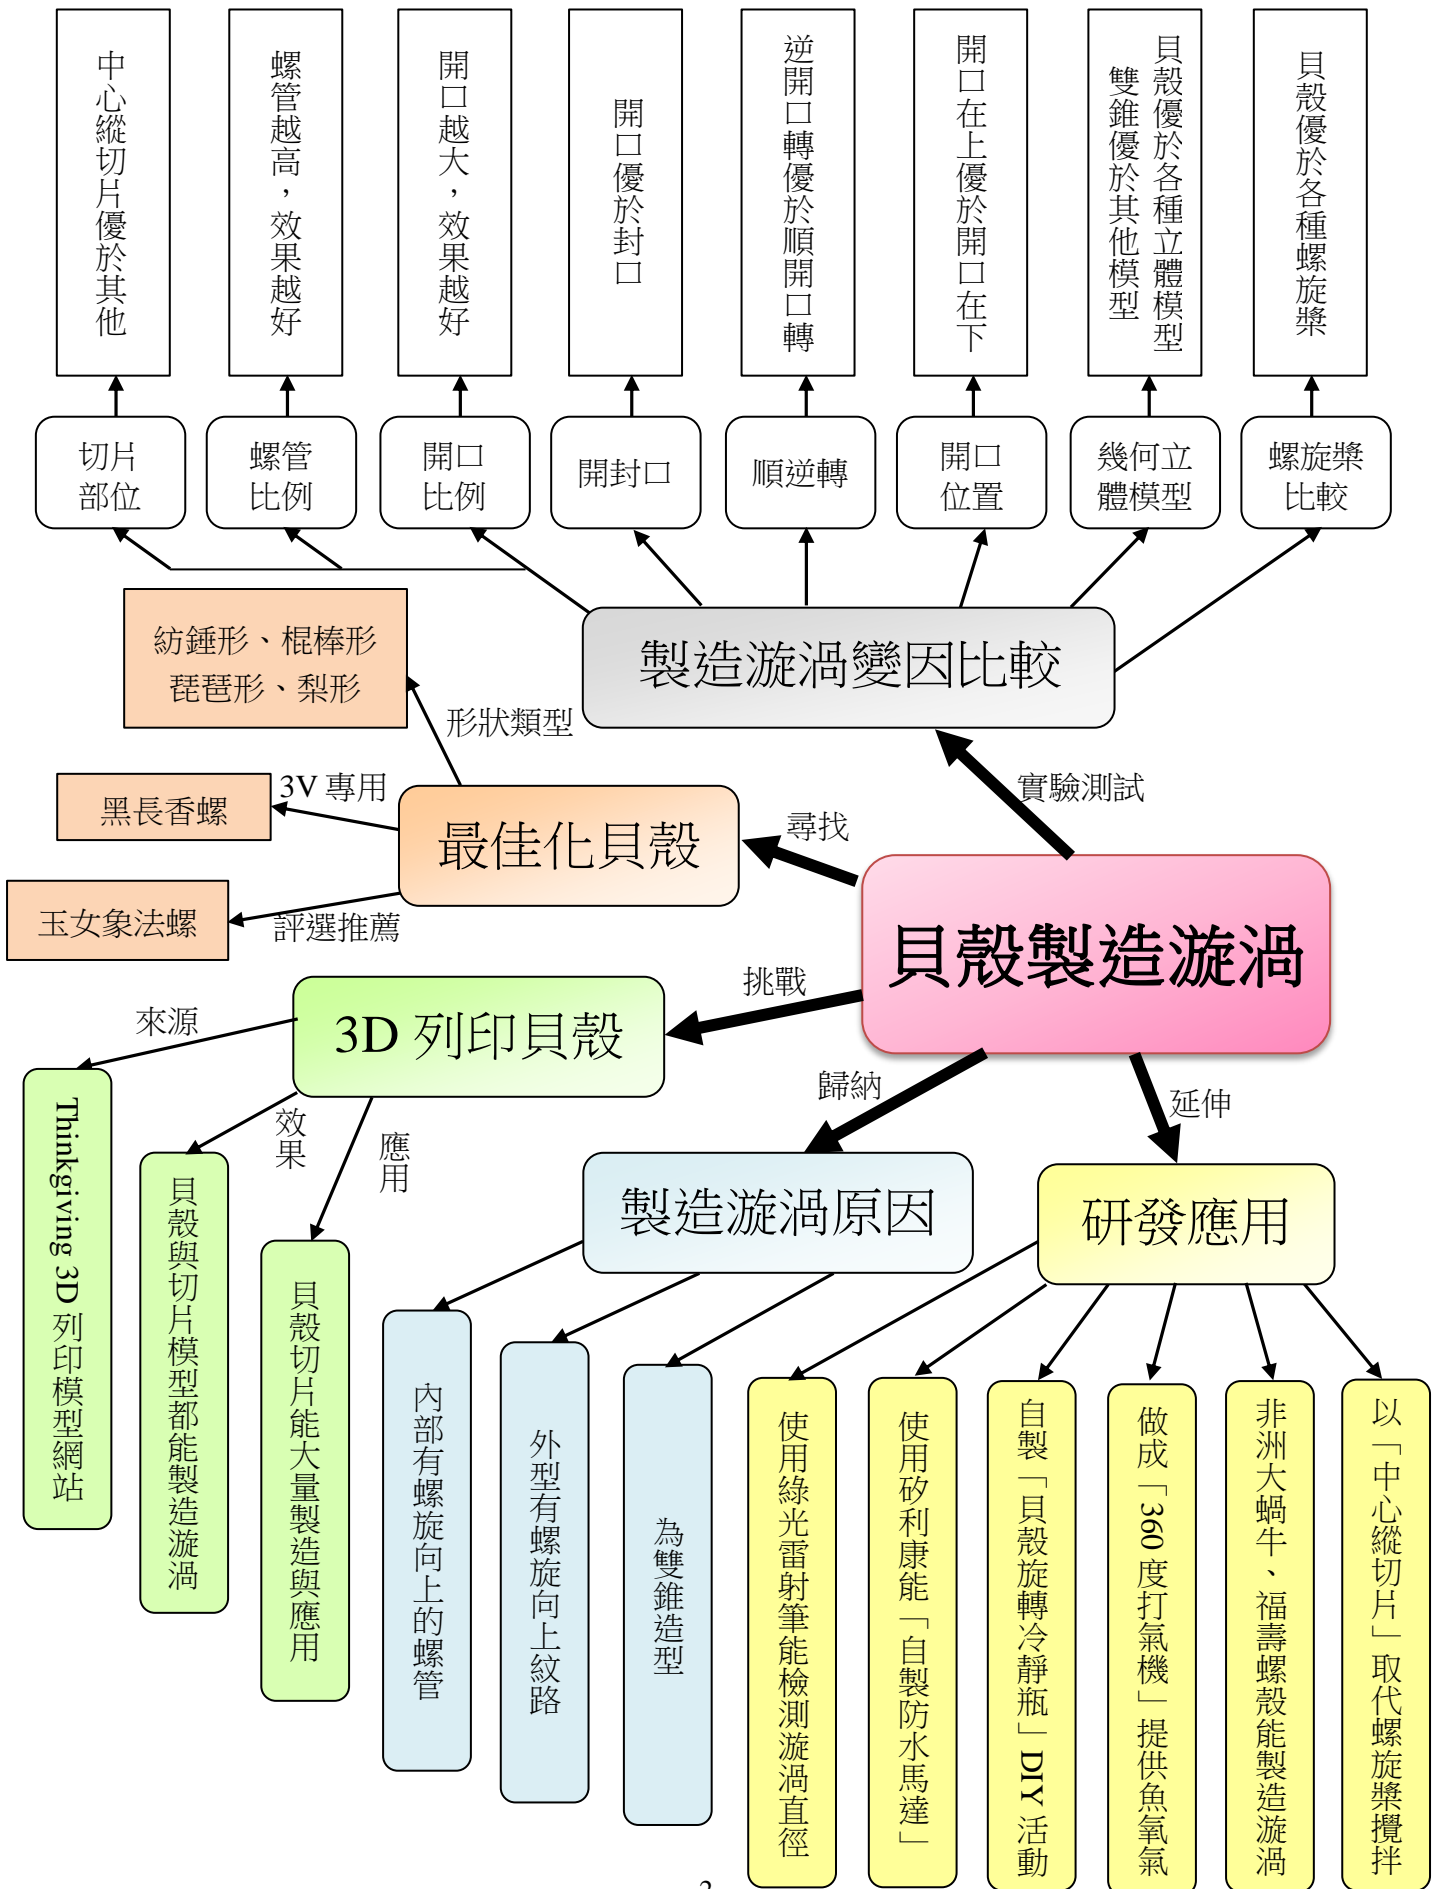 中心縱切片優於其他
螺管越高，效果越好
開口越大，效果越好
開口優於封口
逆開口轉優於順開口轉
開口在上優於開口在下
貝殼優於各種立體模型
雙錐優於其他模型
貝殼優於各種螺旋槳
切片
部位
螺管
比例
開口
比例
開封口
順逆轉
開口
位置
幾何立
體模型
螺旋槳
比較
紡錘形、棍棒形
琵琶形、梨形
製造漩渦變因比較
形狀類型
3V 專用
黑長香螺
最佳化貝殼
尋找
實驗測試
玉女象法螺
評選推薦
貝殼製造漩渦
挑戰
3D 列印貝殼
來源
效果
應用
歸納
延伸
Thinkgiving 3D 列印模型網站
貝殼與切片模型都能製造漩渦
貝殼切片能大量製造與應用
製造漩渦原因
研發應用
內部有螺旋向上的螺管
外型有螺旋向上紋路
為雙錐造型
使用綠光雷射筆能檢測漩渦直徑
使用矽利康能「自製防水馬達」
自製「貝殼旋轉冷靜瓶」DIY 活動
做成「360 度打氣機」提供魚氧氣
非洲大蝸牛、福壽螺殼能製造漩渦
以「中心縱切片」取代螺旋槳攪拌